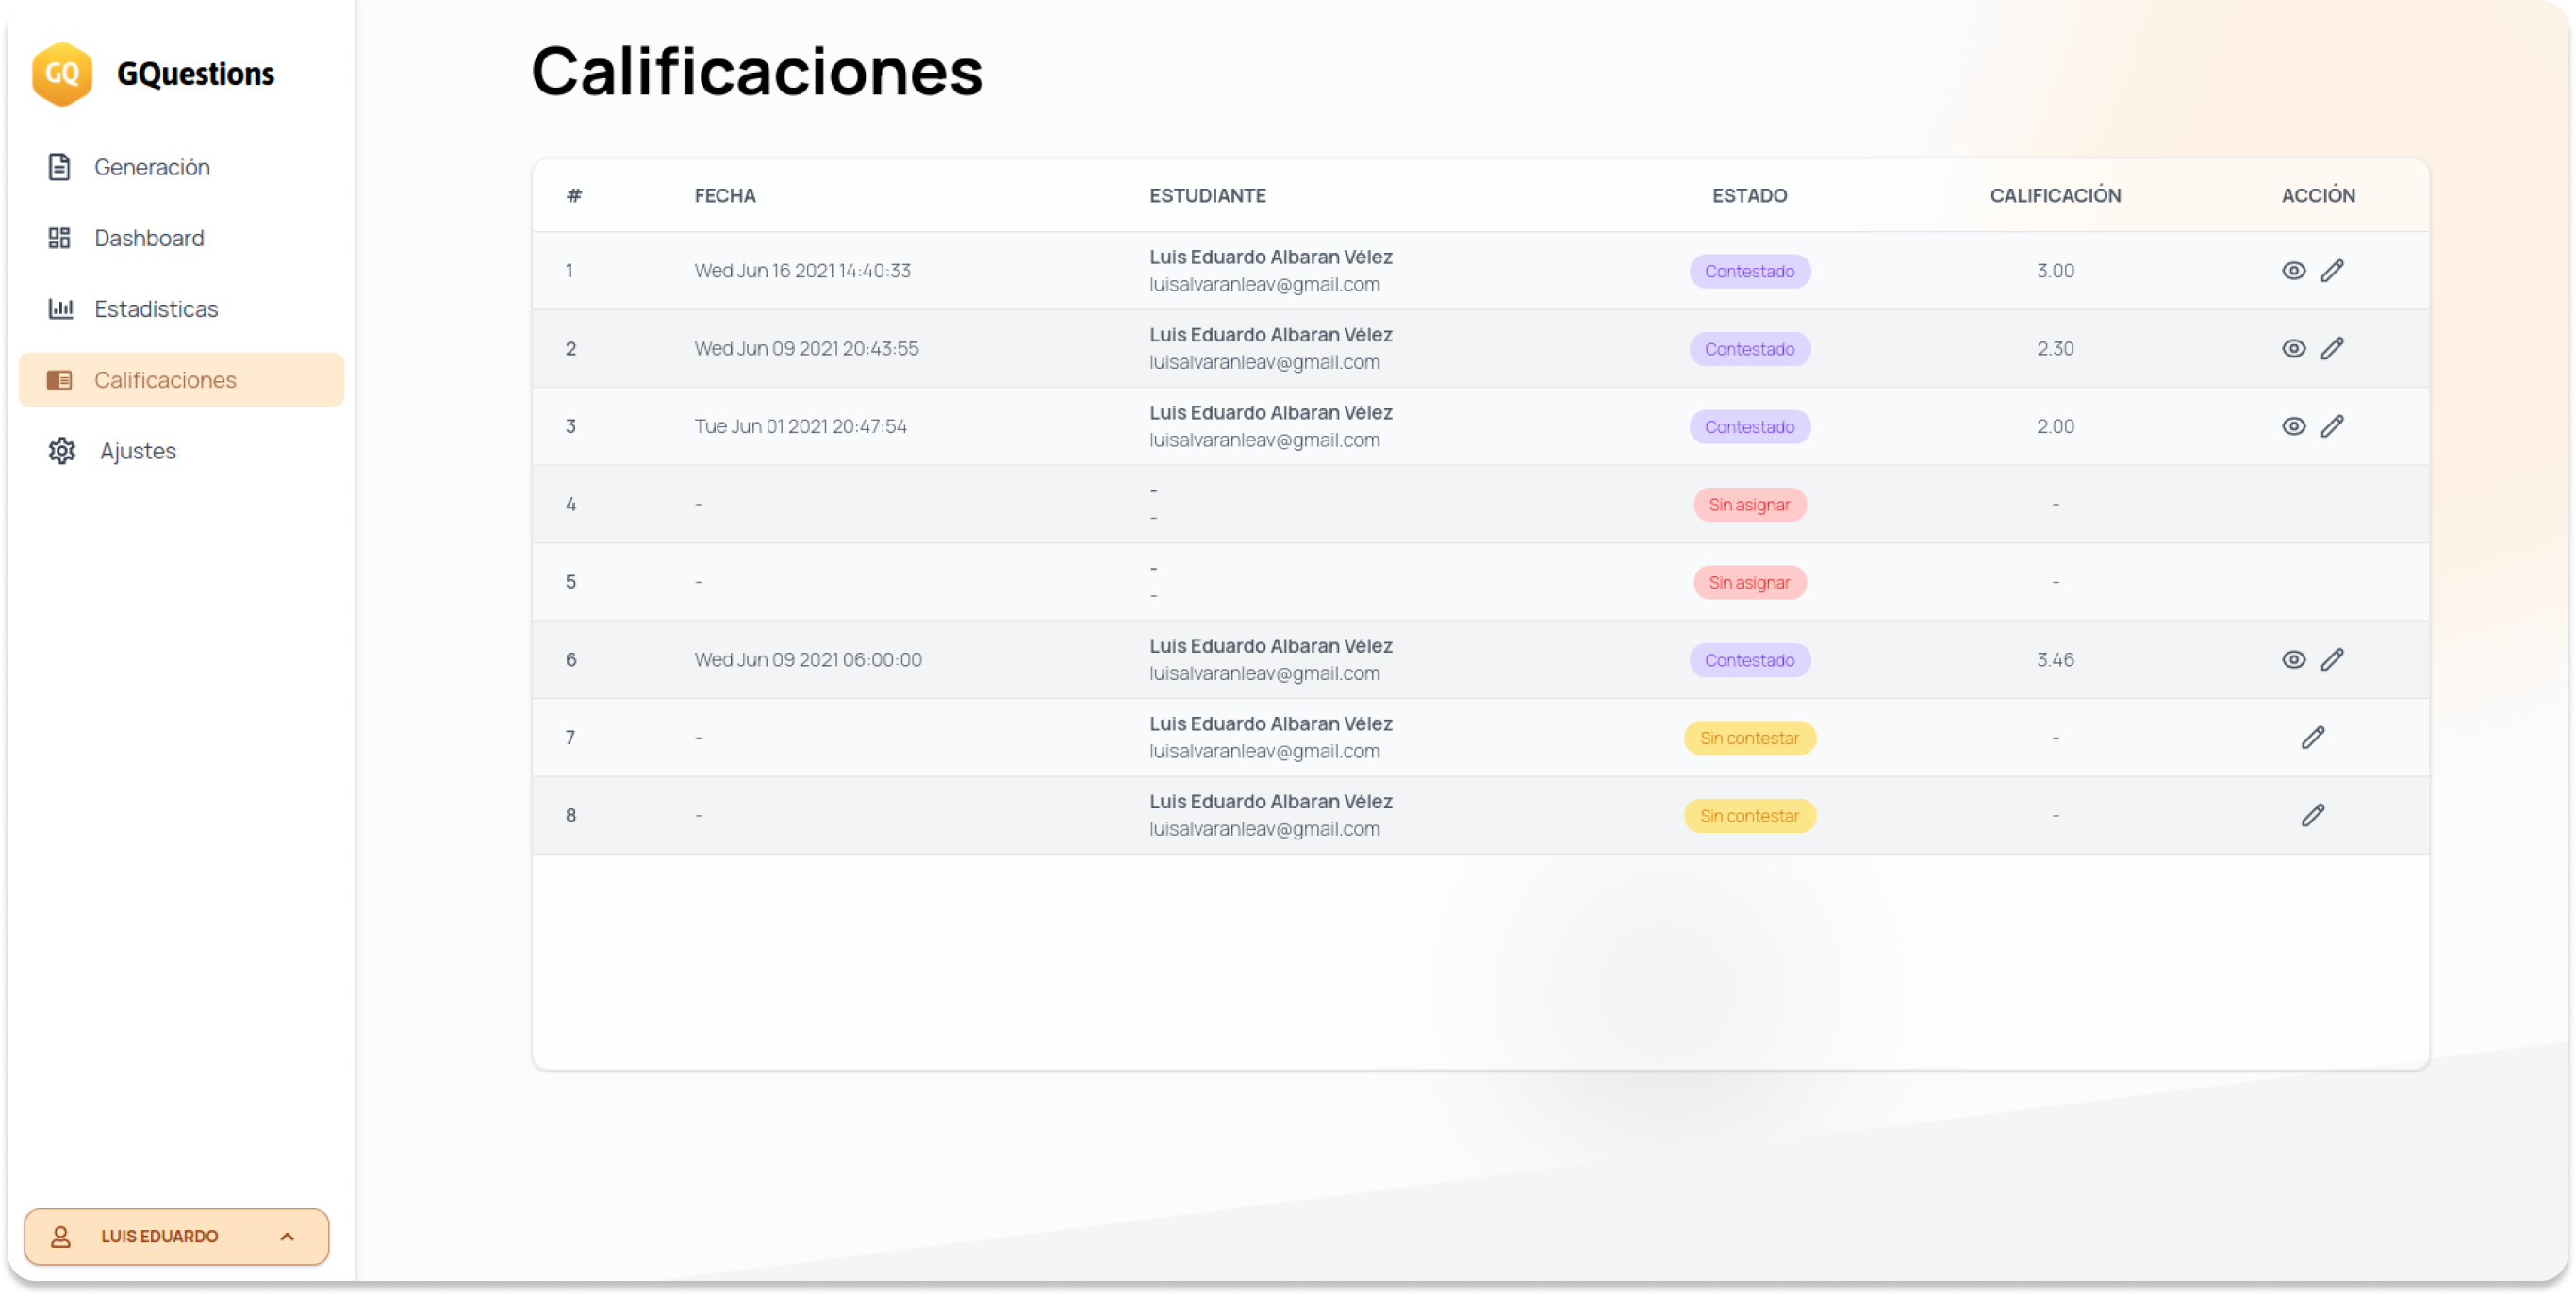 GQ GQuestions
Generación
Dashboard
Estadísticas
Calificaciones
Ajustes
LUIS EDUARDO
Calificaciones
# FECHA ESTUDIANTE ESTADO CALIFICACIÓN ACCIÓN
1 Wed Jun 16 2021 14:40:33 Luis Eduardo Albaran Vélez Contestado 3.00
luisalvaranleav@gmail.com
2 Wed Jun 09 2021 20:43:55 Luis Eduardo Albaran Vélez Contestado 2.30
luisalvaranleav@gmail.com
3 Tue Jun 01 2021 20:47:54 Luis Eduardo Albaran Vélez Contestado 2.00
luisalvaranleav@gmail.com
4 - - Sin asignar -
-
5 - - Sin asignar -
-
6 Wed Jun 09 2021 06:00:00 Luis Eduardo Albaran Vélez Contestado 3.46
luisalvaranleav@gmail.com
7 - Luis Eduardo Albaran Vélez Sin contestar -
luisalvaranleav@gmail.com
8 - Luis Eduardo Albaran Vélez Sin contestar -
luisalvaranleav@gmail.com